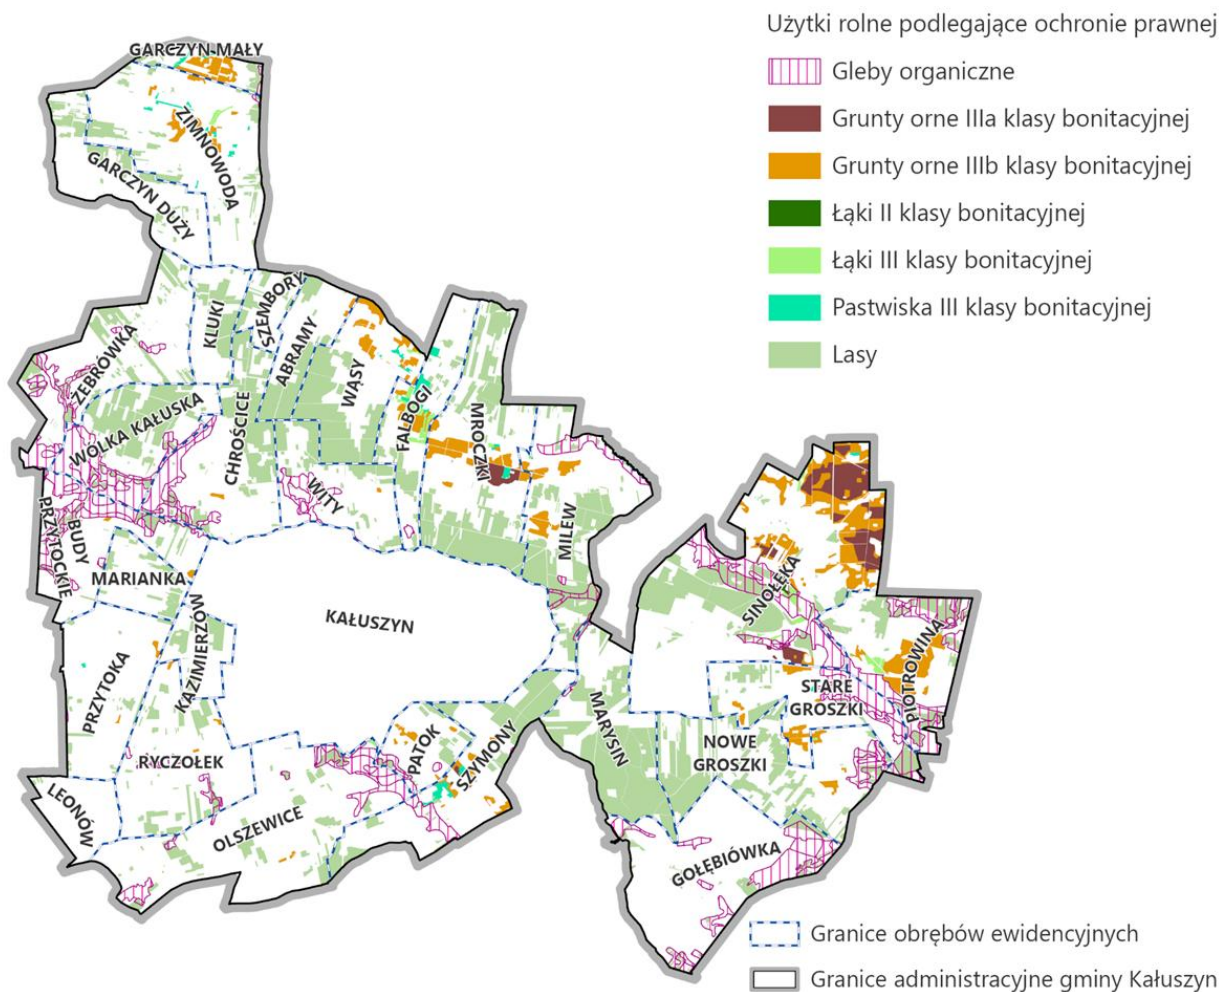 Użytki rolne podlegające ochronie prawnej
Gleby organiczne
Grunty orne IIIa klasy bonitacyjnej
Grunty orne IIIb klasy bonitacyjnej
Łąki II klasy bonitacyjnej
Łąki III klasy bonitacyjnej
Pastwiska III klasy bonitacyjnej
Lasy
GARCZYN MAŁY
ZIMNOWODA
GARCZYN DUŻY
KLUKI
SZEMBORY
ABRAMY
ŻEBRÓWKA
WĄSY
FALBOGI
MROCZKI
WÓLKA KAŁUSKA
CHROŚCICE
WITY
MILEW
BUDY
PRZYTOCKIE
MARIANKA
KAŁUSZYN
KAZIMIERZÓW
PRZYTOKA
RYCZOŁEK
LEONÓW
OLSZEWICE
PATOK
SZYMONY
MARYSIN
SINOŁĘKA
STARE
GROSZKI
PIOTROWINA
NOWE
GROSZKI
GOŁĘBIÓWKA
Granice obrębów ewidencyjnych
Granice administracyjne gminy Kałuszyn